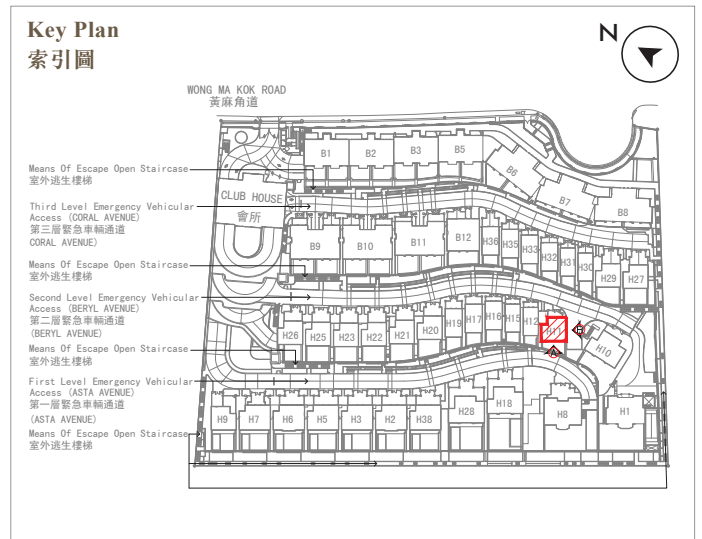 Key Plan
索引圖
N
WONG MA KOK ROAD
黃麻角道
B1
B2
B3
B5
B6
B7
B8
Means Of Escape Open Staircase
室外逃生樓梯
CLUB HOUSE
會所
Third Level Emergency Vehicular
Access (CORAL AVENUE)
第三層緊急車輛通道
CORAL AVENUE)
B9
B10
B11
B12
H36
H35
H33
H32
H31
H30
H29
H27
Means Of Escape Open Staircase
室外逃生樓梯
Second Level Emergency Vehicular
Access (BERYL AVENUE)
第二層緊急車輛通道
(BERYL AVENUE)
H26
H25
H23
H22
H21
H20
H19
H17
H16
H15
H12
H11
B
H10
A
Means Of Escape Open Staircase
室外逃生樓梯
First Level Emergency Vehicular
Access (ASTA AVENUE)
第一層緊急車輛通道
(ASTA AVENUE)
H9
H7
H6
H5
H3
H2
H38
H28
H18
H8
H1
Means Of Escape Open Staircase
室外逃生樓梯